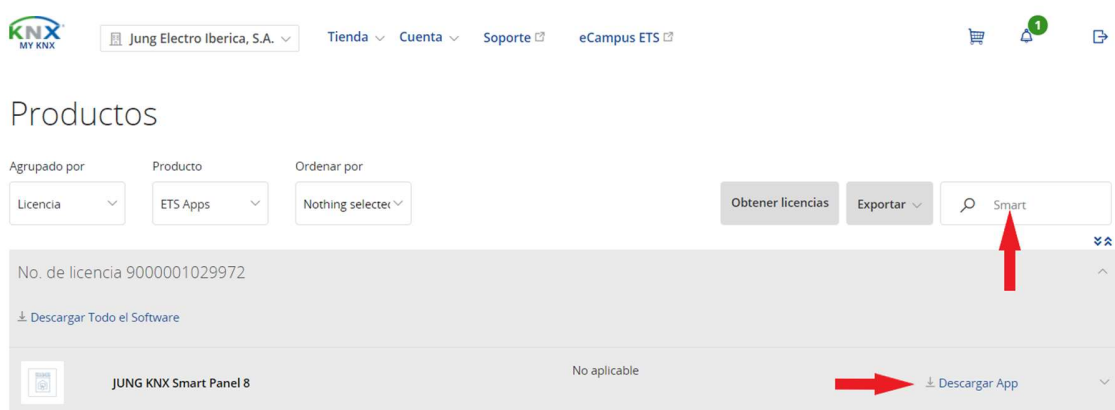 KNX
MY KNX
Jung Electro Iberica, S.A.
Tienda
Cuenta
Soporte
eCampus ETS
1
Productos
Agrupado por
Producto
Ordenar por
Licencia
ETS Apps
Nothing selected
Obtener licencias
Exportar
Smart
No. de licencia 9000001029972
Descargar Todo el Software
JUNG KNX Smart Panel 8
No aplicable
Descargar App